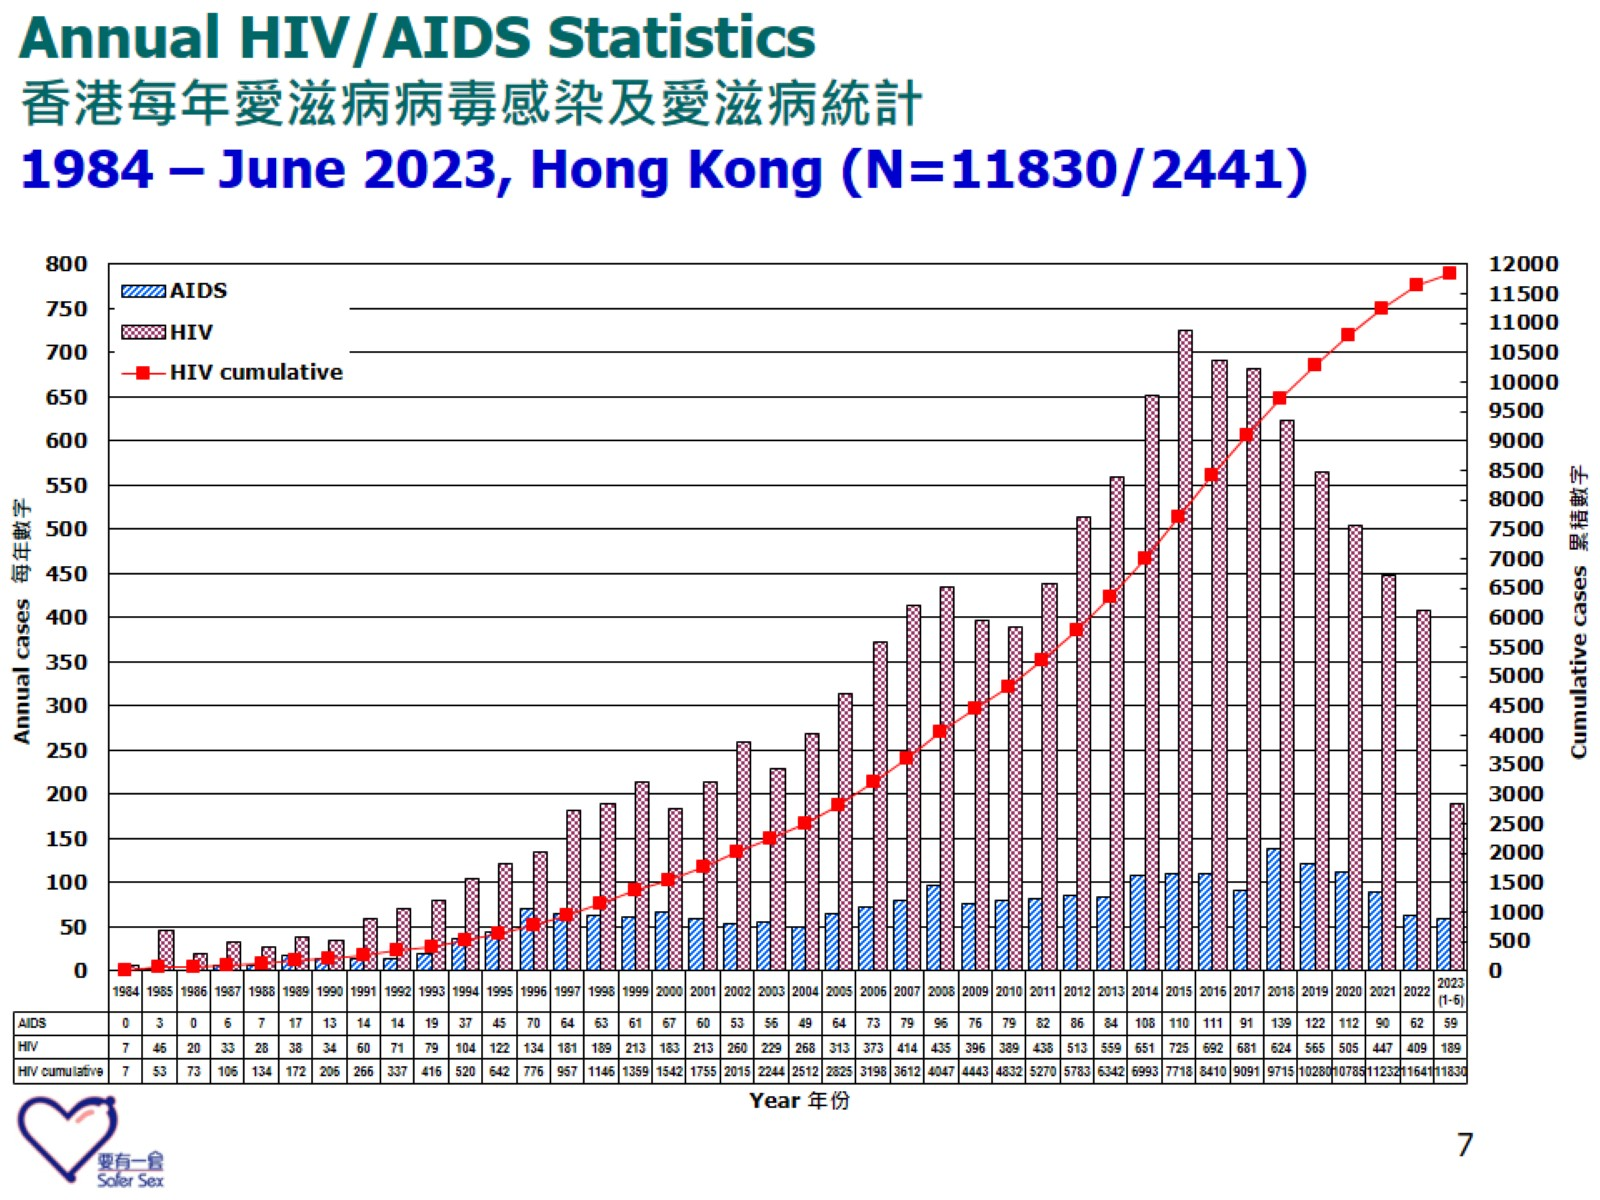 Annual HIV/AIDS Statistics
香港每年愛滋病病毒感染及愛滋病統計
1984 – June 2023, Hong Kong (N=11830/2441)
800
750
700
650
600
550
500
450
400
350
300
250
200
150
100
50
0
Annual cases 每年數字
AIDS
HIV
HIV cumulative
12000
11500
11000
10500
10000
9500
9000
8500
8000
7500
7000
6500
6000
5500
5000
4500
4000
3500
3000
2500
2000
1500
1000
500
0
Cumulative cases 累積數字
1984 1985 1986 1987 1988 1989 1990 1991 1992 1993 1994 1995 1996 1997 1998 1999 2000 2001 2002 2003 2004 2005 2006 2007 2008 2009 2010 2011 2012 2013 2014 2015 2016 2017 2018 2019 2020 2021 2022 2023 (1-6)
AIDS 0 3 0 6 7 17 13 14 14 19 37 45 70 64 63 61 67 60 53 56 49 64 73 79 96 76 79 82 86 84 108 110 111 91 139 122 112 90 62 59
HIV 7 46 20 33 28 38 34 60 71 79 104 122 134 181 189 213 183 213 260 229 268 313 373 414 435 396 389 438 513 559 651 725 692 681 624 565 505 447 409 189
HIV cumulative 7 53 73 106 134 172 206 266 337 416 520 642 776 957 1146 1359 1542 1755 2015 2244 2512 2825 3198 3612 4047 4443 4832 5270 5783 6342 6993 7718 8410 9091 9715 10280 10785 11232 11641 11830
Year 年份
要有一套
Safer Sex
7